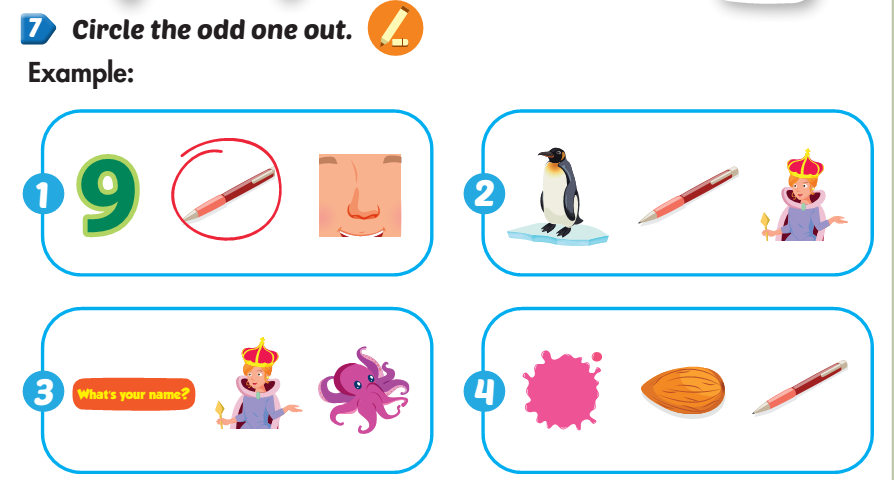 7 Circle the odd one out.
Example:
1 9
2
3 What's your name?
4